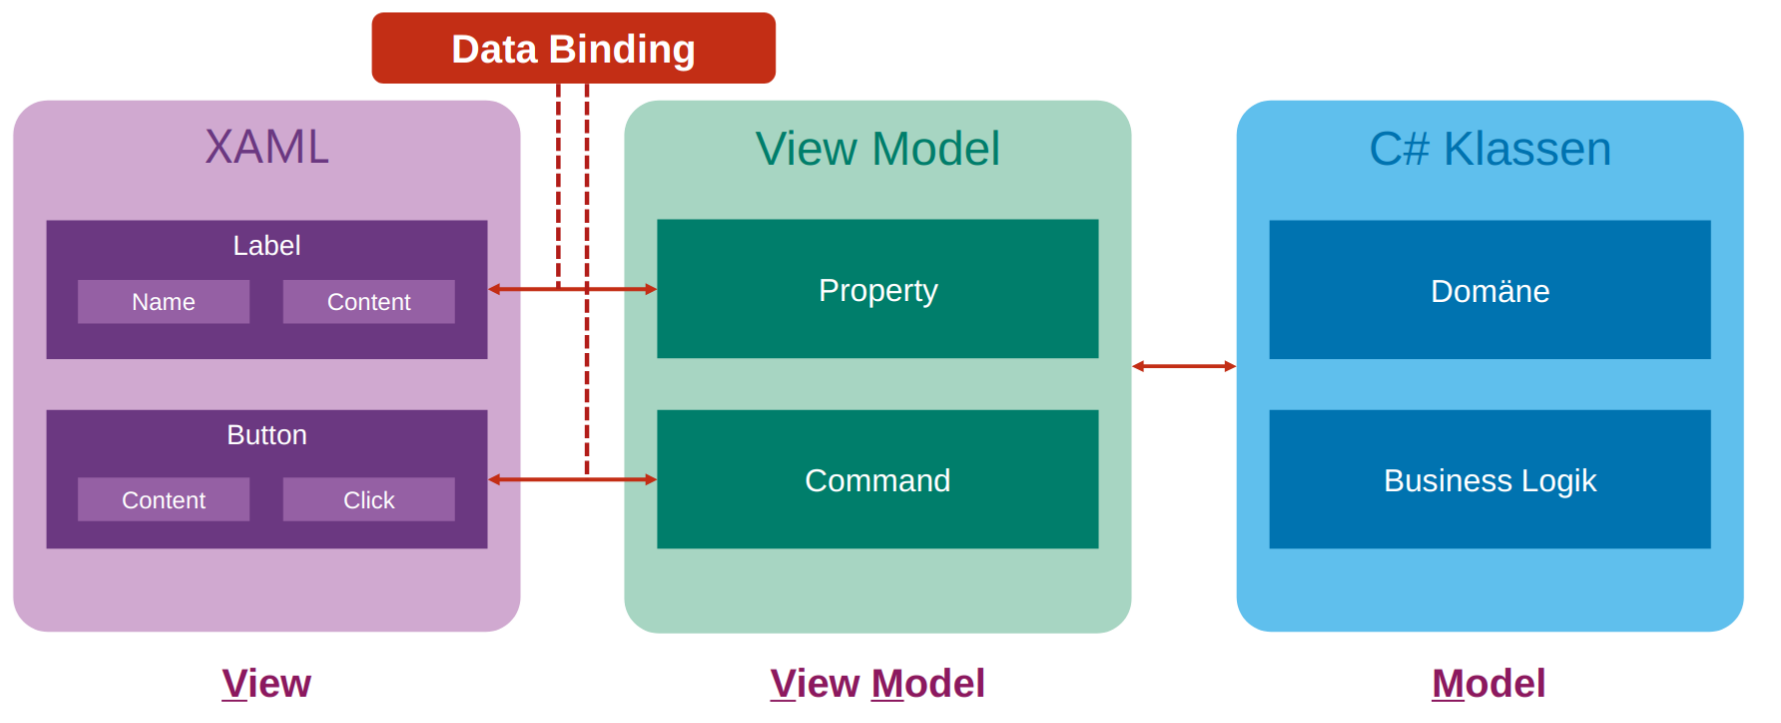 Data Binding
XAML
Label
Name
Content
Button
Content
Click
View
View Model
Property
Command
View Model
C# Klassen
Domäne
Business Logik
Model